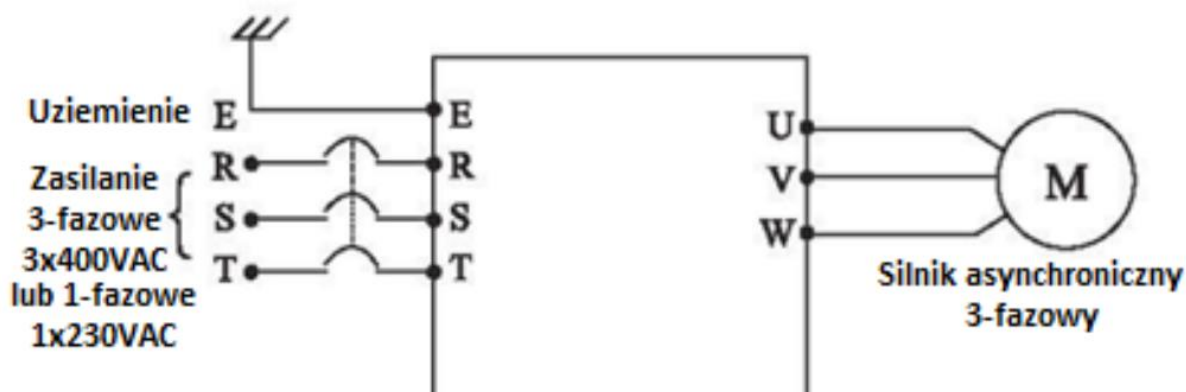 Uziemienie E E
R R
S S
T T
Zasilanie
3-fazowe
3x400VAC
lub 1-fazowe
1x230VAC
U
V
W
M
Silnik asynchroniczny
3-fazowy